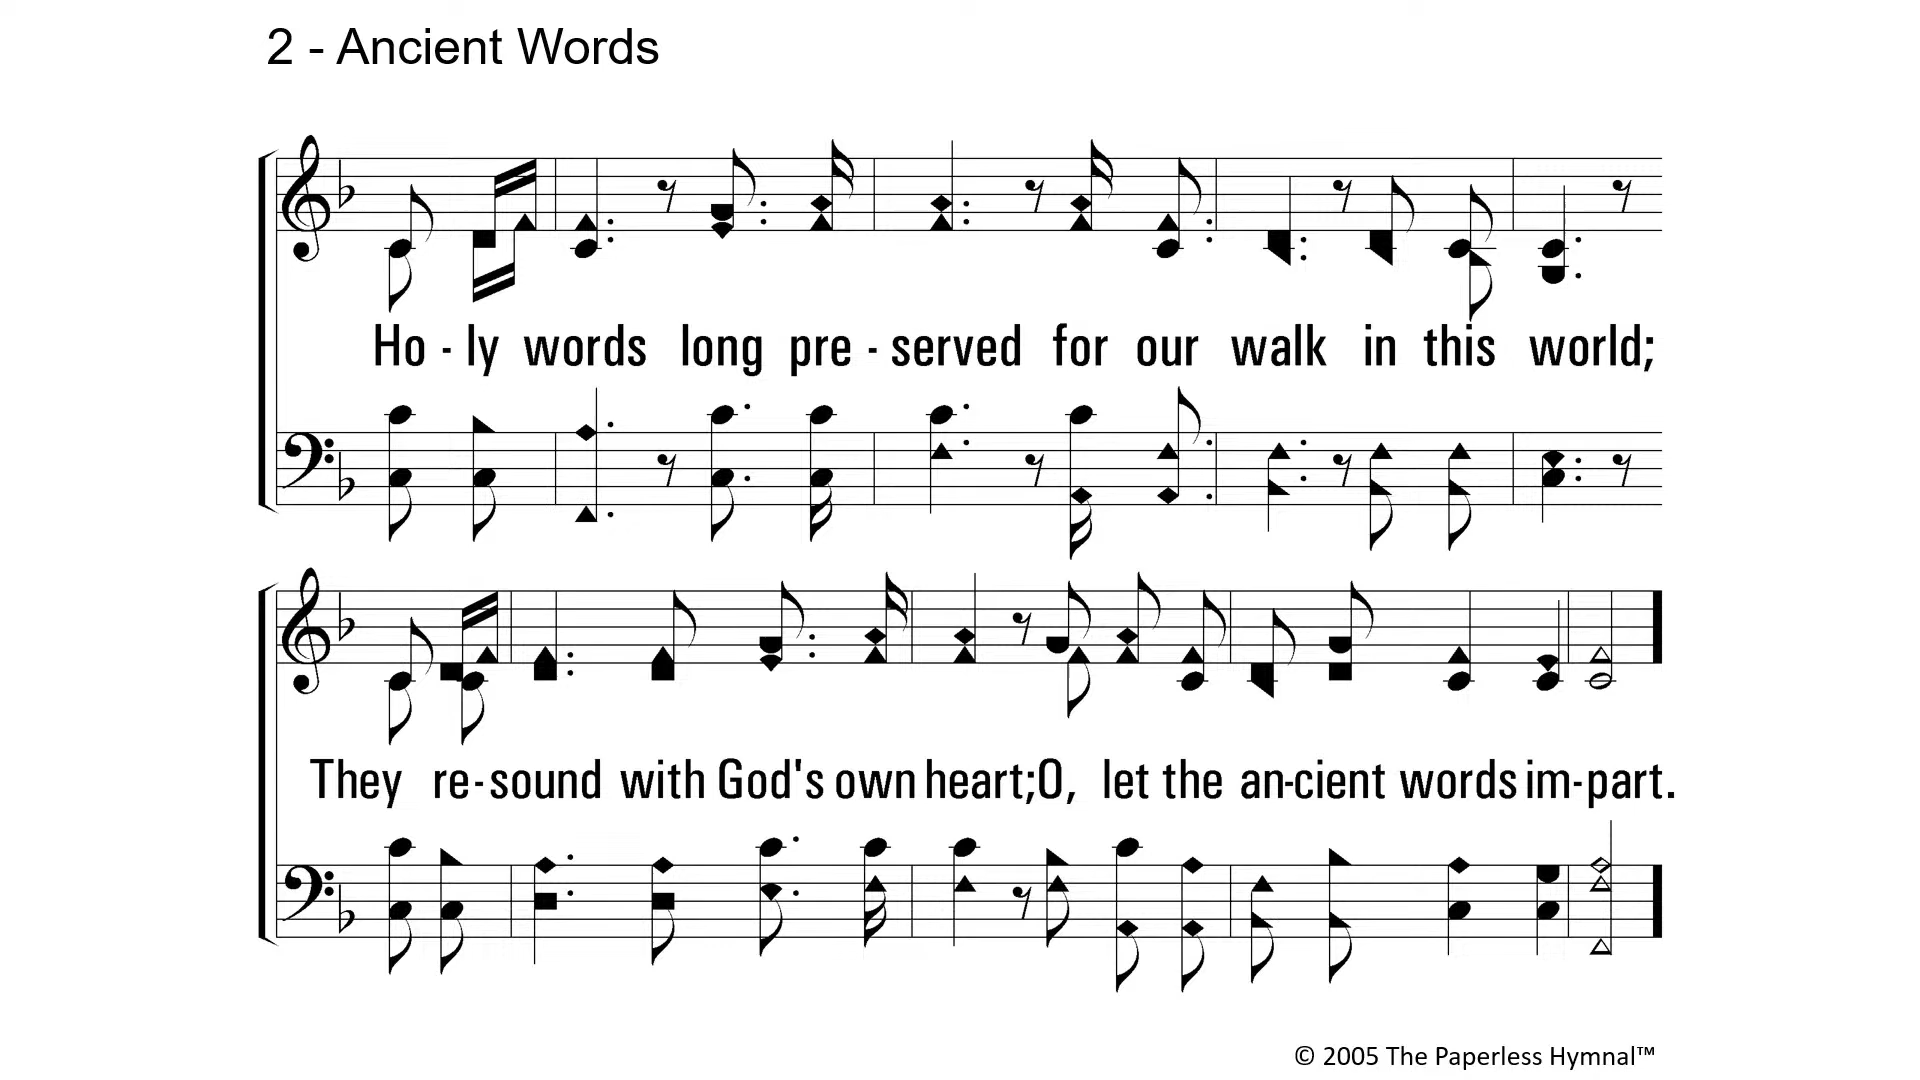 2 - Ancient Words
Ho - ly words long pre - served for our walk in this world;
They re - sound with God's own heart; O, let the an-cient words im-part.
© 2005 The Paperless Hymnal™